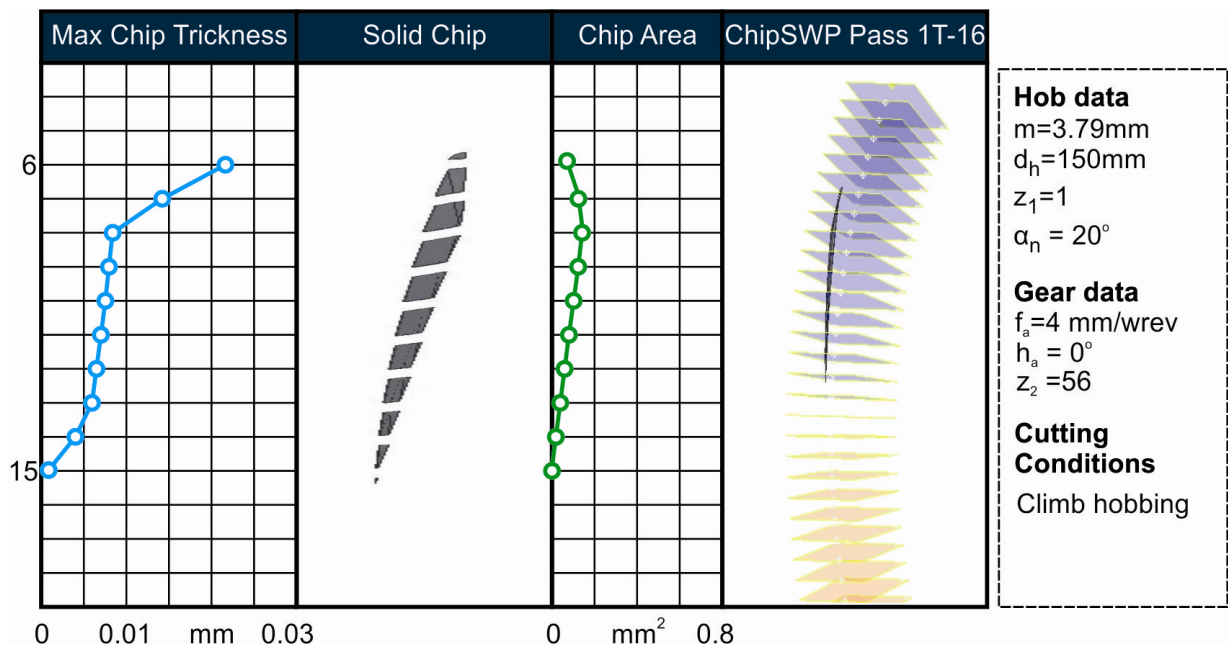 Max Chip Trickness
Solid Chip
Chip Area
ChipSWP Pass 1T-16
6
15
0
0.01
mm
0.03
0
mm²
0.8
Hob data
m=3.79mm
dₕ=150mm
z₁=1
αₙ = 20°
Gear data
fₐ=4 mm/wrev
hₐ = 0°
z₂ =56
Cutting
Conditions
Climb hobbing